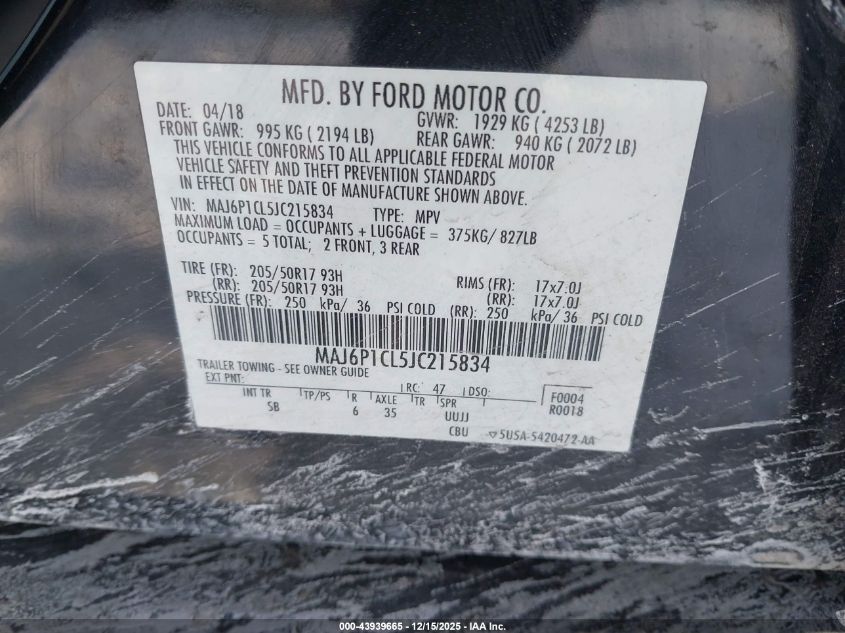 MFD. BY FORD MOTOR CO.
DATE: 04/18 GVWR: 1929 KG ( 4253 LB)
FRONT GAWR: 995 KG ( 2194 LB) REAR GAWR: 940 KG ( 2072 LB)
THIS VEHICLE CONFORMS TO ALL APPLICABLE FEDERAL MOTOR
VEHICLE SAFETY AND THEFT PREVENTION STANDARDS
IN EFFECT ON THE DATE OF MANUFACTURE SHOWN ABOVE.
VIN: MAJ6P1CL5JC215834 TYPE: MPV
MAXIMUM LOAD = OCCUPANTS + LUGGAGE = 375KG/ 827LB
OCCUPANTS = 5 TOTAL; 2 FRONT, 3 REAR
TIRE (FR): 205/50R17 93H RIMS (FR): 17x7.0J
(RR): 205/50R17 93H (RR): 17x7.0J
PRESSURE (FR): 250 kPa/ 36 PSI COLD (RR): 250 kPa/ 36 PSI COLD
MAJ6P1CL5JC215834
TRAILER TOWING - SEE OWNER GUIDE
EXT PNT: RC: 47 DSO: F0004
INT TR TP/PS R AXLE TR SPR R0018
SB 6 35 UUJJ
CBU 5USA-5420472-AA
000-43939665 - 12/15/2025 - IAA Inc.